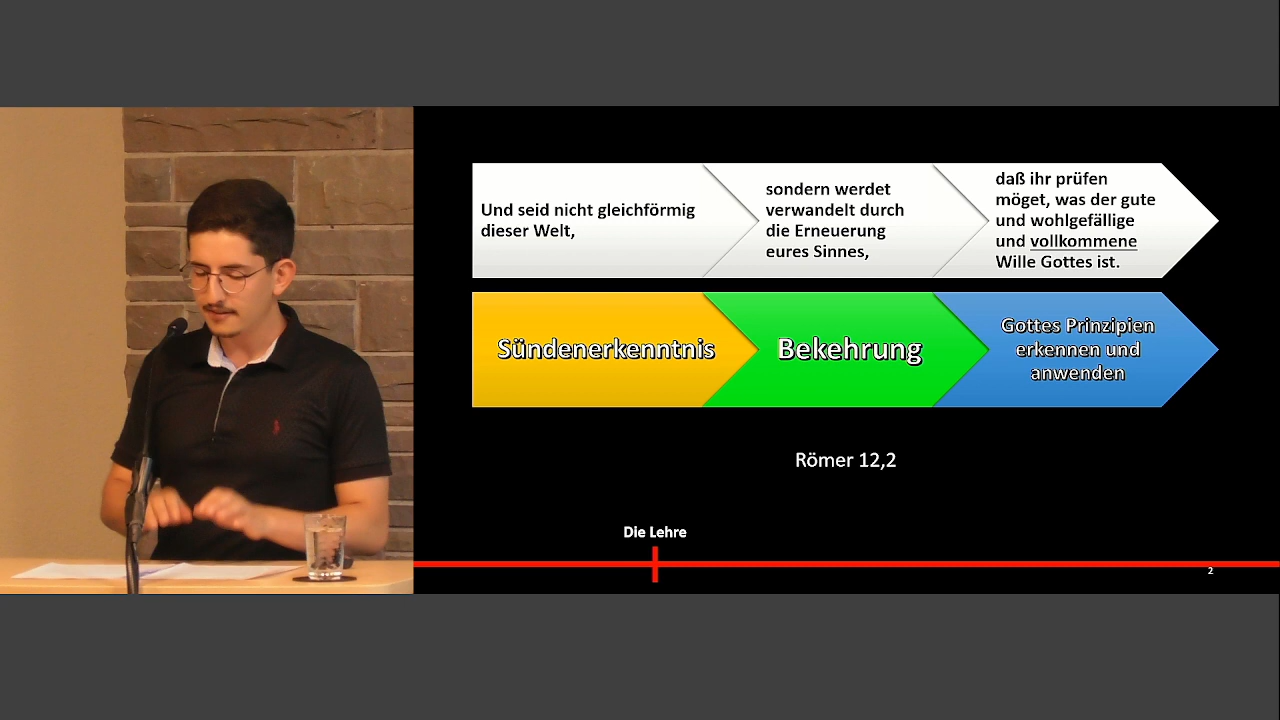 Und seid nicht gleichförmig
dieser Welt,
sondern werdet
verwandelt durch
die Erneuerung
eures Sinnes,
daß ihr prüfen
möget, was der gute
und wohlgefällige
und vollkommene
Wille Gottes ist.
Sündenerkenntnis
Bekehrung
Gottes Prinzipien
erkennen und
anwenden
Römer 12,2
Die Lehre
2